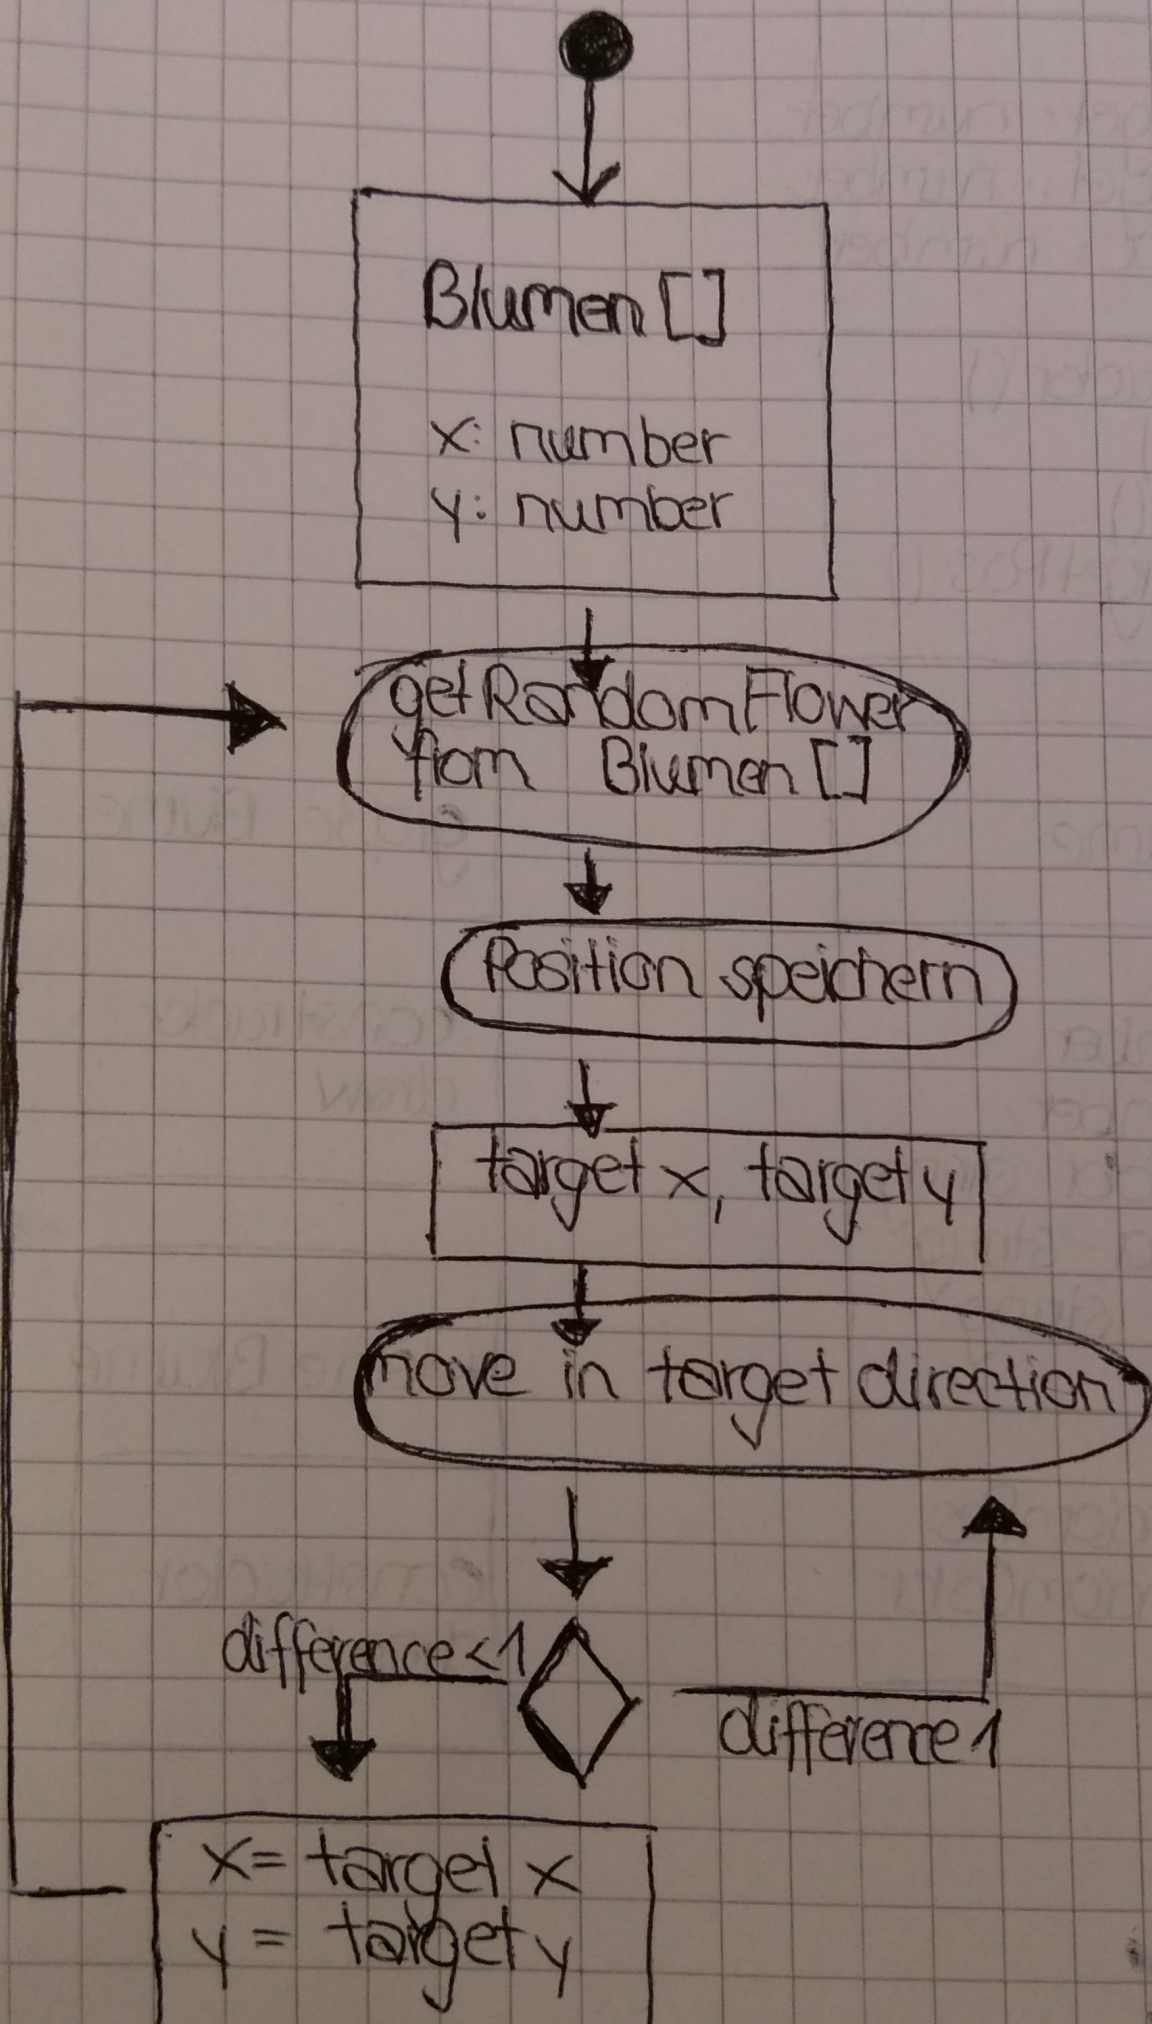 Blumen []
x: number
y: number
getRandomFlower
from Blumen []
Position speichern
target x, target y
move in target direction
difference<1
difference 1
x= target x
y = target y